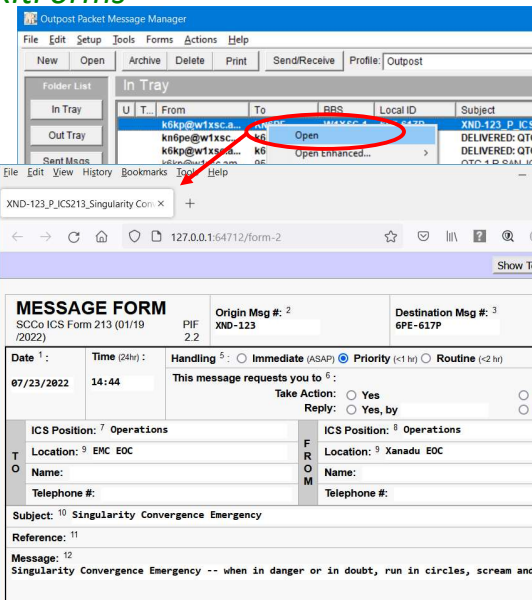 Outpost Packet Message Manager
File Edit Setup Tools Forms Actions Help
New Open Archive Delete Print Send/Receive Profile: Outpost
Folder List In Tray
In Tray
U T... From To BBS Local ID Subject
k6kp@w1xsc.a... XND-123_P_ICS
Out Tray
kn6pe@w1xs k6 Open DELIVERED: QT
k6kp@w1xsc.a... k6 Open Enhanced... > DELIVERED: QT
Sent Msgs
File Edit View History Bookmarks Tools Help
XND-123_P_ICS213_Singularity Conv × +
127.0.0.1:64712/form-2
Show T
MESSAGE FORM
SCCo ICS Form 213 (01/19
/2022)
PIF
2.2
Origin Msg #: 2
XND-123
Destination Msg #: 3
6PE-617P
Date 1 : Time (24hr) : Handling 5 : Immediate (ASAP) Priority (<1 hr) Routine (<2 hr)
07/23/2022 14:44 This message requests you to 6 :
Take Action: Yes
Reply: Yes, by
TO
ICS Position: 7 Operations
Location: 9 EMC EOC
Name:
Telephone #:
FROM
ICS Position: 8 Operations
Location: 9 Xanadu EOC
Name:
Telephone #:
Subject: 10 Singularity Convergence Emergency
Reference: 11
Message: 12
Singularity Convergence Emergency -- when in danger or in doubt, run in circles, scream and